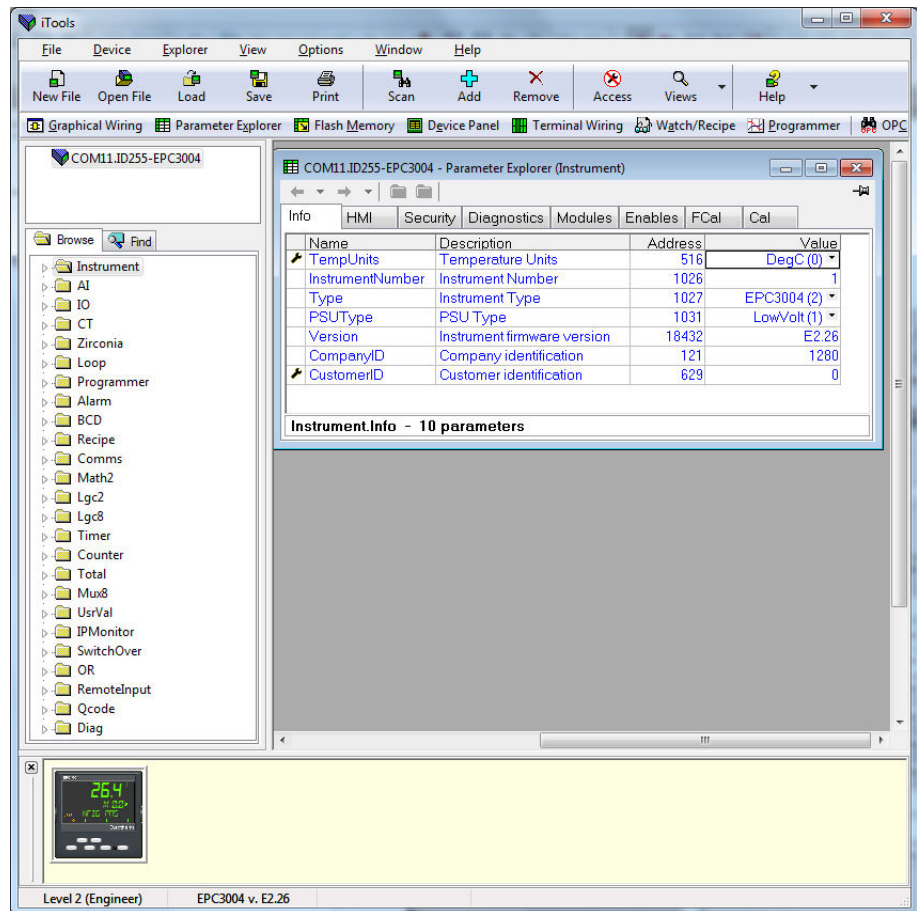 iTools
File Device Explorer View Options Window Help
New File Open File Load Save Print Scan Add Remove Access Views Help
Graphical Wiring Parameter Explorer Flash Memory Device Panel Terminal Wiring Watch/Recipe Programmer OPC
COM11.ID255-EPC3004
Browse Find
Instrument
AI
IO
CT
Zirconia
Loop
Programmer
Alarm
BCD
Recipe
Comms
Math2
Lgc2
Lgc8
Timer
Counter
Total
Mux8
UsrVal
IPMonitor
SwitchOver
OR
RemoteInput
Qcode
Diag
COM11.ID255-EPC3004 - Parameter Explorer (Instrument)
Info HMI Security Diagnostics Modules Enables FCal Cal
Name Description Address Value
TempUnits Temperature Units 516 DegC (0)
InstrumentNumber Instrument Number 1026 1
Type Instrument Type 1027 EPC3004 (2)
PSUType PSU Type 1031 LowVolt (1)
Version Instrument firmware version 18432 E2.26
CompanyID Company identification 121 1280
CustomerID Customer identification 629 0
Instrument.Info - 10 parameters
26.4
Level 2 (Engineer) EPC3004 v. E2.26